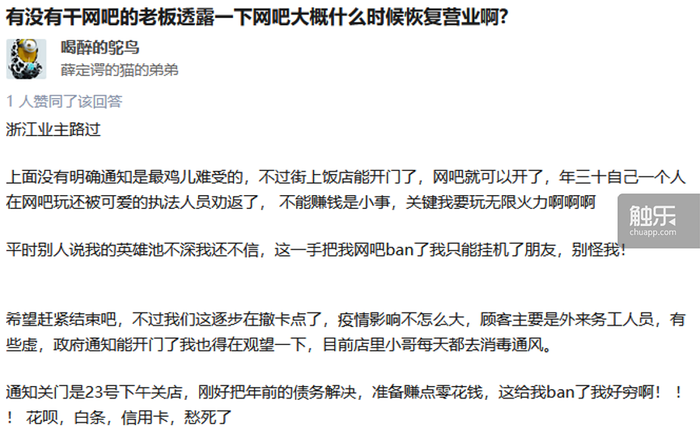 有没有干网吧的老板透露一下网吧大概什么时候恢复营业啊?
喝醉的鸵鸟
薛定谔的猫的弟弟
1 人赞同了该回答
浙江业主路过
上面没有明确通知是最鸡儿难受的，不过街上饭店能开门了，网吧就可以开了，年三十自己一个人
在网吧玩还被可爱的执法人员劝返了， 不能赚钱是小事，关键我要玩无限火力啊啊啊
触乐
chuapp.com
平时别人说我的英雄池不深我还不信，这一手把我网吧ban了我只能挂机了朋友，别怪我！
希望赶紧结束吧，不过我们这逐步在撤卡点了，疫情影响不怎么大，顾客主要是外来务工人员，有
些虚，政府通知能开门了我也得在观望一下，目前店里小哥每天都去消毒通风。
通知关门是23号下午关店，刚好把年前的债务解决，准备赚点零花钱，这给我ban了我好穷啊！ ！
！ 花呗，白条，信用卡，愁死了